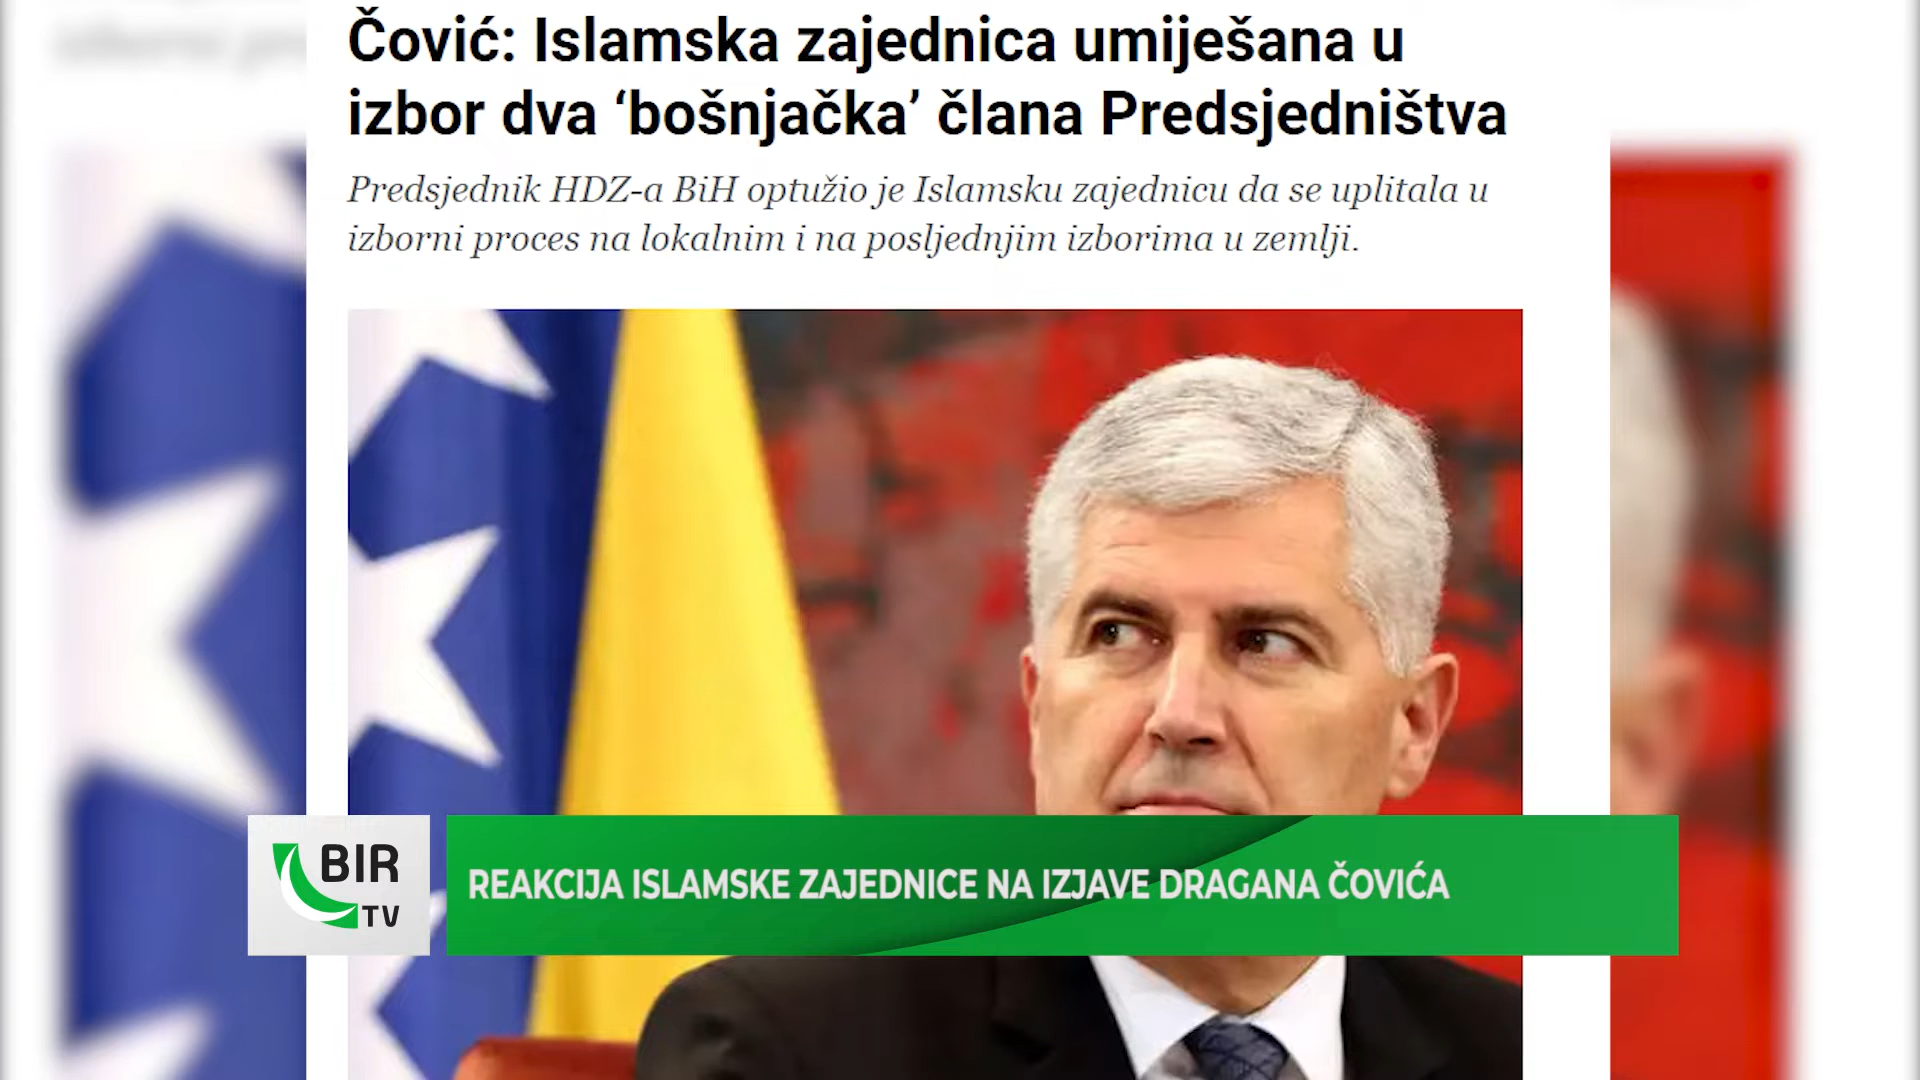 Čović: Islamska zajednica umiješana u
izbor dva ‘bošnjačka’ člana Predsjedništva
Predsjednik HDZ-a BiH optužio je Islamsku zajednicu da se uplitala u
izborni proces na lokalnim i na posljednjim izborima u zemlji.
BIR
TV
REAKCIJA ISLAMSKE ZAJEDNICE NA IZJAVE DRAGANA ČOVIĆA